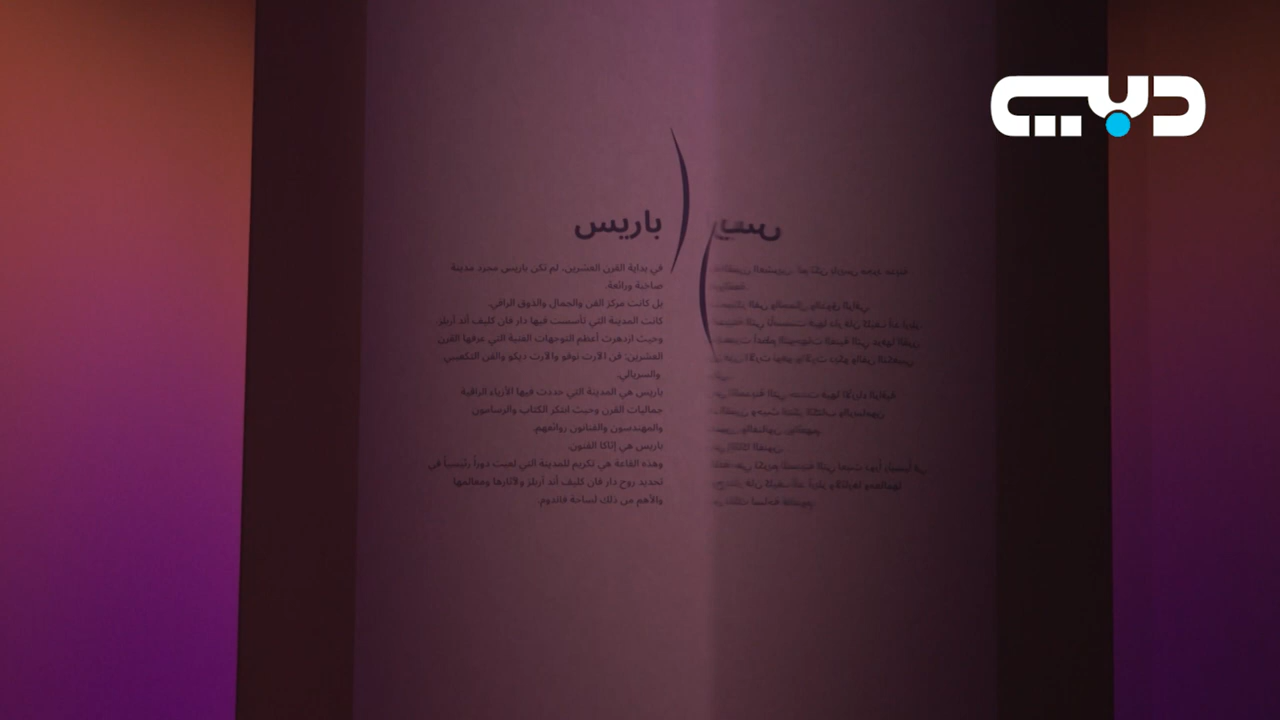 دبي
باريس
في بداية القرن العشرين، لم تكن باريس مجرد مدينة
صاخبة ورائعة.
بل كانت مركز الفن والجمال والذوق الراقي.
كانت المدينة التي تأسست فيها دار فان كليف أند أربلز.
وحيث ازدهرت أعظم التوجهات الفنية التي عرفها القرن
العشرين: فن الآرت نوفو والآرت ديكو والفن التكعيبي
والسريالي.
باريس هي المدينة التي حددت فيها الأزياء الراقية
جماليات القرن وحيث ابتكر الكتاب والرسامون
والمهندسون والفنانون روائعهم.
باريس هي إثاكا الفنون.
وهذه القاعة هي تكريم للمدينة التي لعبت دوراً رئيسياً في
تحديد روح دار فان كليف أند أربلز ولآثارها ومعالمها
والأهم من ذلك لساحة فاندوم.